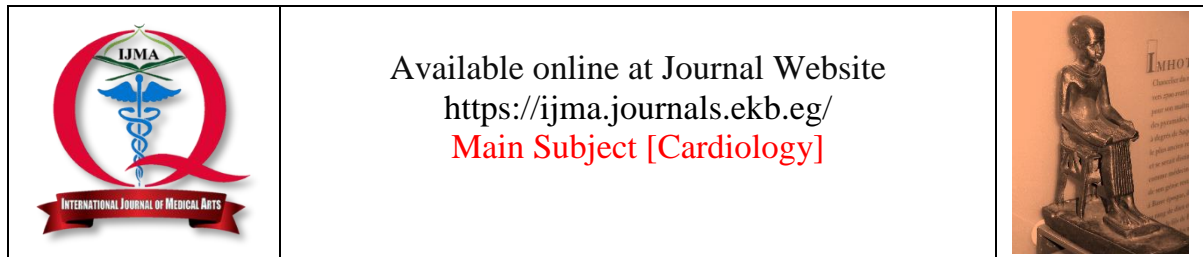 IJMA
INTERNATIONAL JOURNAL OF MEDICAL ARTS
Available online at Journal Website
https://ijma.journals.ekb.eg/
Main Subject [Cardiology]
IMHOT